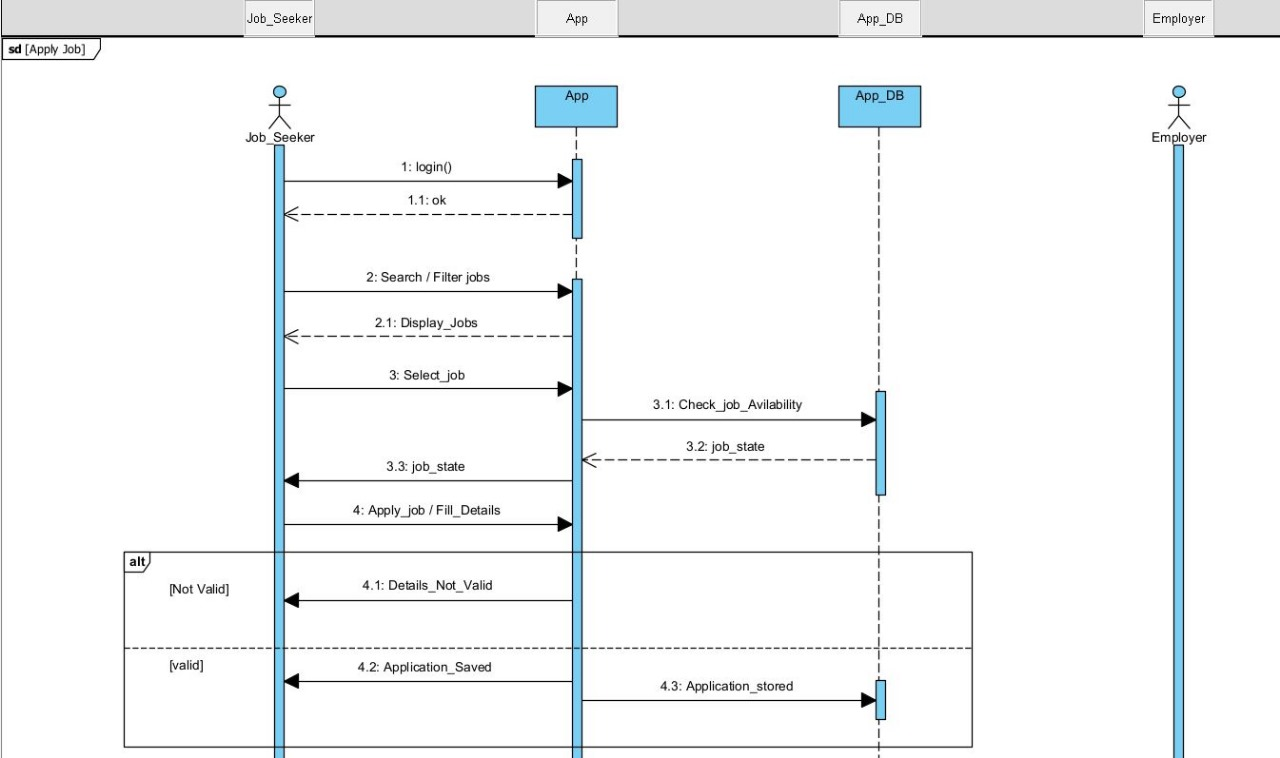 Job_Seeker App App_DB Employer
sd [Apply Job]
App App_DB
Job_Seeker Employer
1: login()
1.1: ok
2: Search / Filter jobs
2.1: Display_Jobs
3: Select_job
3.1: Check_job_Avilability
3.2: job_state
3.3: job_state
4: Apply_job / Fill_Details
alt
[Not Valid] 4.1: Details_Not_Valid
[valid] 4.2: Application_Saved
4.3: Application_stored